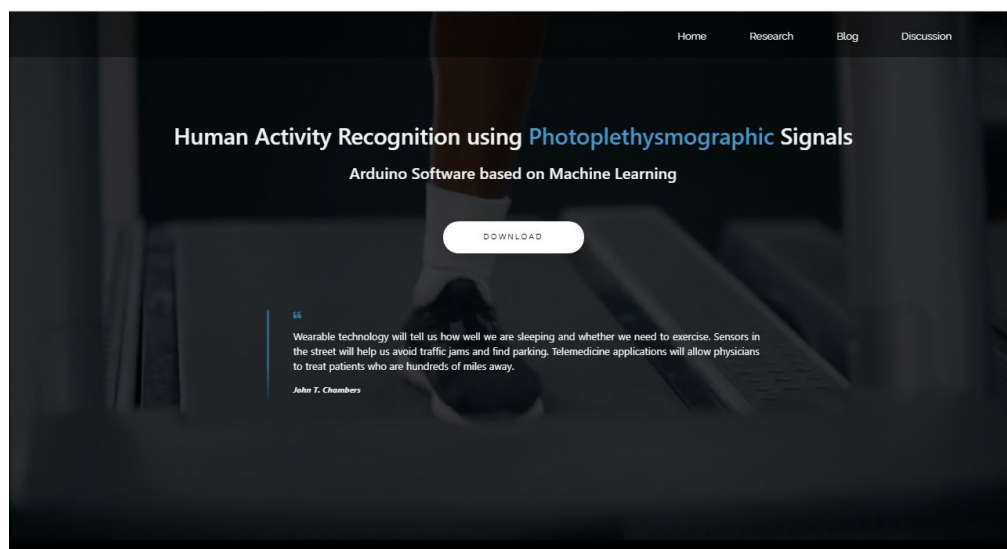 Home Research Blog Discussion
Human Activity Recognition using Photoplethysmographic Signals
Arduino Software based on Machine Learning
DOWNLOAD
“
Wearable technology will tell us how well we are sleeping and whether we need to exercise. Sensors in
the street will help us avoid traffic jams and find parking. Telemedicine applications will allow physicians
to treat patients who are hundreds of miles away.
John T. Chambers